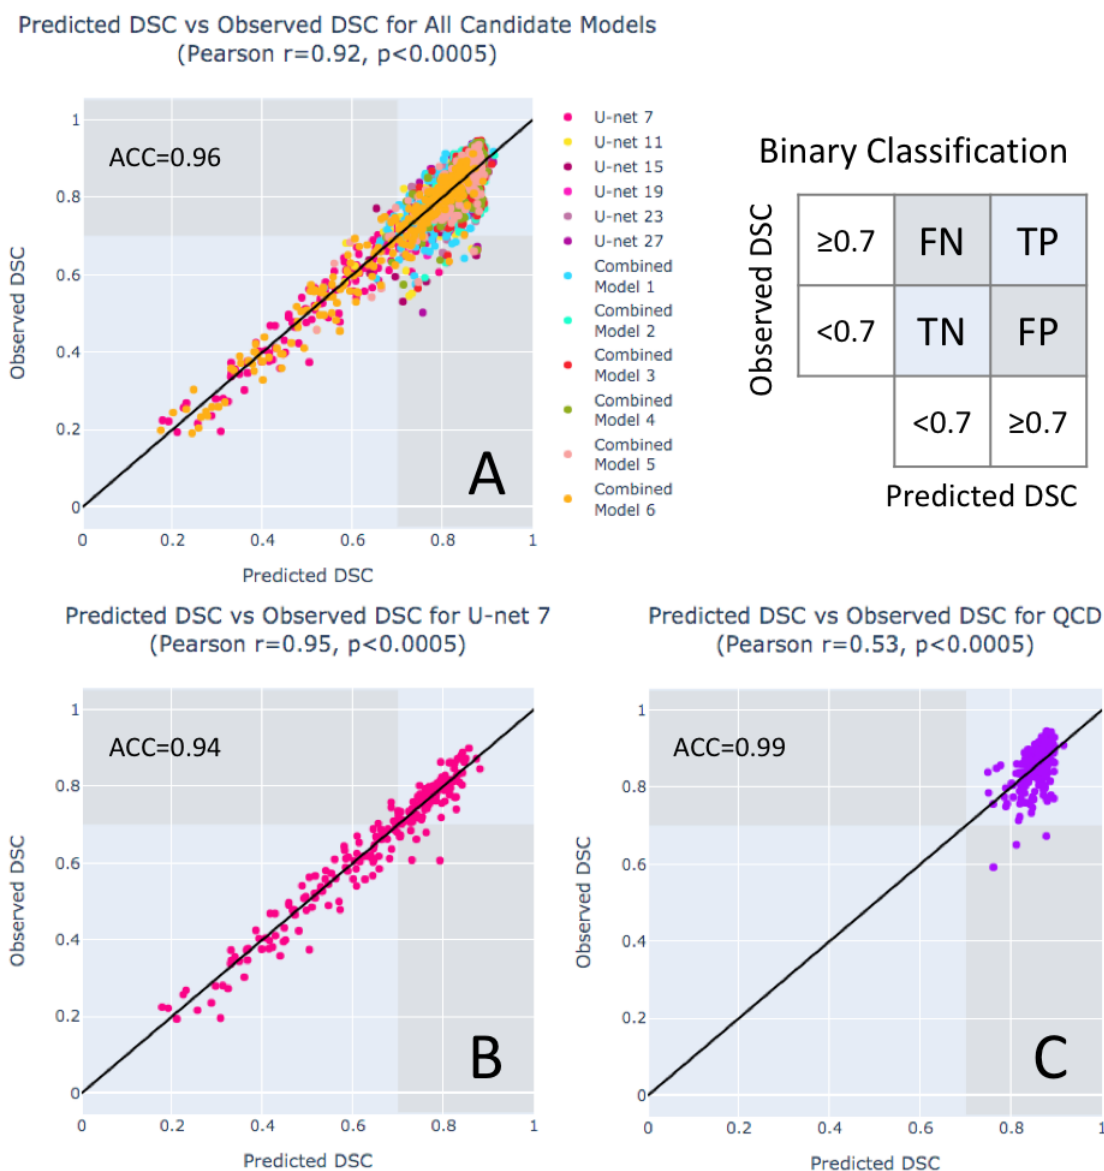 Predicted DSC vs Observed DSC for All Candidate Models
(Pearson r=0.92, p<0.0005)
ACC=0.96
1
0.8
0.6
0.4
0.2
0
Observed DSC
0
0.2
0.4
0.6
0.8
1
Predicted DSC
A
U-net 7
U-net 11
U-net 15
U-net 19
U-net 23
U-net 27
Combined
Model 1
Combined
Model 2
Combined
Model 3
Combined
Model 4
Combined
Model 5
Combined
Model 6
Binary Classification
Observed DSC
≥0.7 FN TP
<0.7 TN FP
<0.7 ≥0.7
Predicted DSC
Predicted DSC vs Observed DSC for U-net 7
(Pearson r=0.95, p<0.0005)
ACC=0.94
1
0.8
0.6
0.4
0.2
0
Observed DSC
0
0.2
0.4
0.6
0.8
1
Predicted DSC
B
Predicted DSC vs Observed DSC for QCD
(Pearson r=0.53, p<0.0005)
ACC=0.99
1
0.8
0.6
0.4
0.2
0
Observed DSC
0
0.2
0.4
0.6
0.8
1
Predicted DSC
C